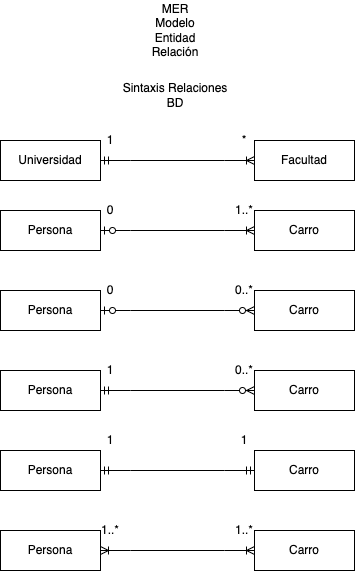 MER
Modelo
Entidad
Relación
Sintaxis Relaciones
BD
1 *
Universidad Facultad
0 1..*
Persona Carro
0 0..*
Persona Carro
1 0..*
Persona Carro
1 1
Persona Carro
1..* 1..*
Persona Carro